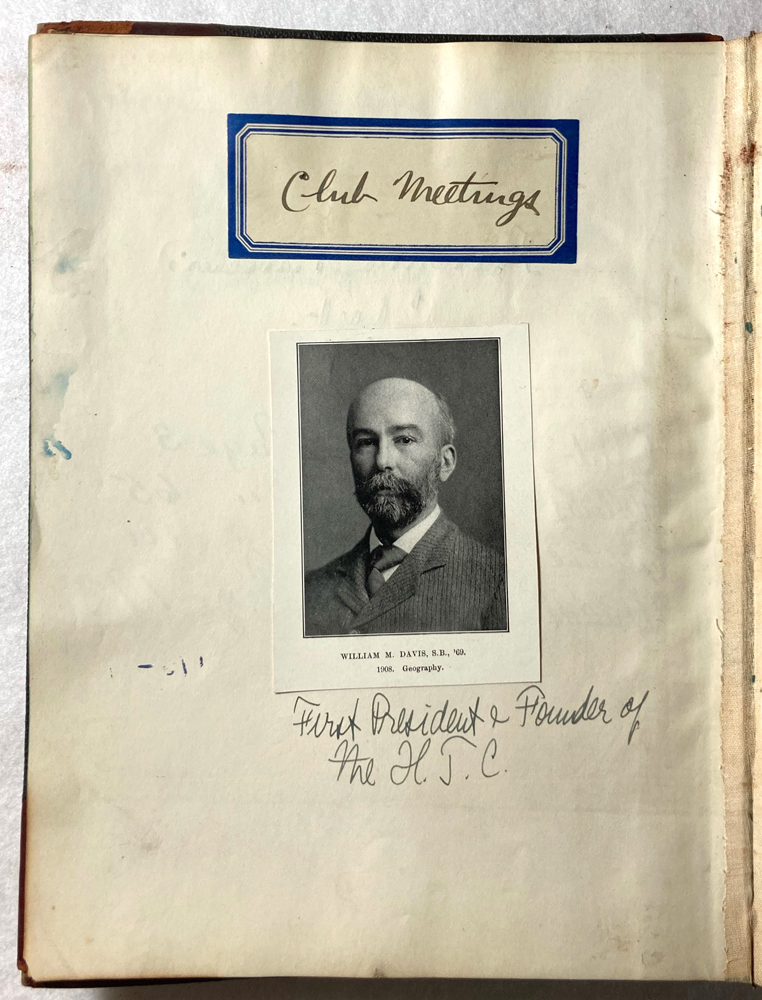 Club Meetings
WILLIAM M. DAVIS, S.B., '69.
1908. Geography.
First President & Founder of
the H. T. C.